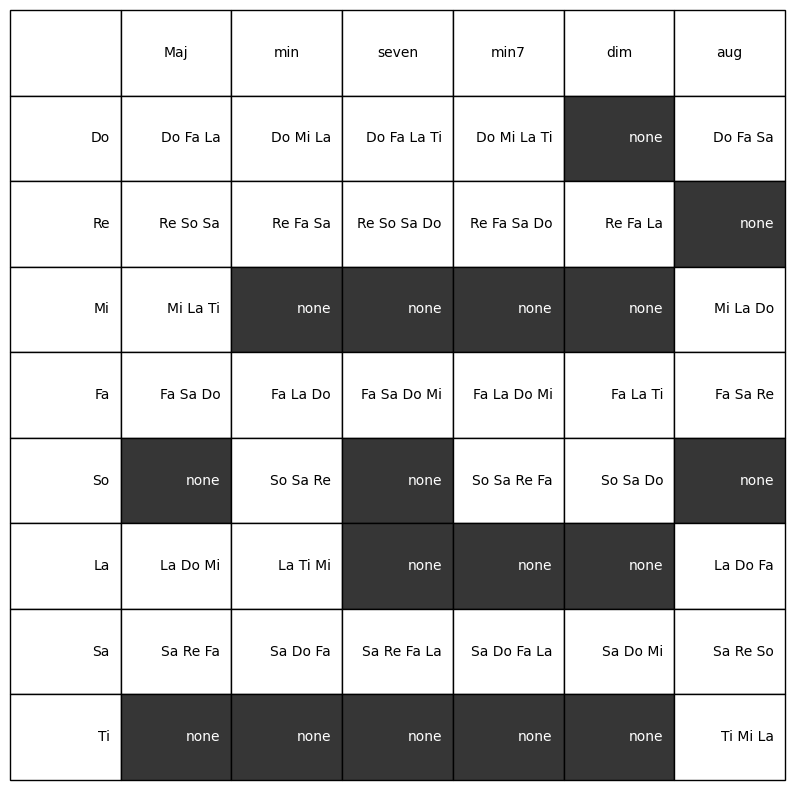 Maj min seven min7 dim aug
Do Do Fa La Do Mi La Do Fa La Ti Do Mi La Ti none Do Fa Sa
Re Re So Sa Re Fa Sa Re So Sa Do Re Fa Sa Do Re Fa La none
Mi Mi La Ti none none none none Mi La Do
Fa Fa Sa Do Fa La Do Fa Sa Do Mi Fa La Do Mi Fa La Ti Fa Sa Re
So none So Sa Re none So Sa Re Fa So Sa Do none
La La Do Mi La Ti Mi none none none La Do Fa
Sa Sa Re Fa Sa Do Fa Sa Re Fa La Sa Do Fa La Sa Do Mi Sa Re So
Ti none none none none none Ti Mi La